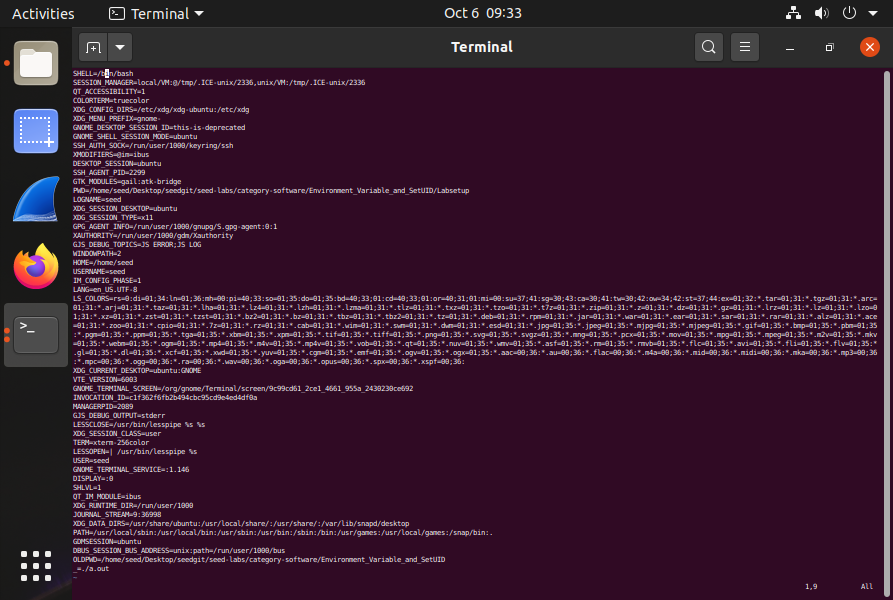 Activities
Terminal
Oct 6 09:33
Terminal
SHELL=/bin/bash
SESSION_MANAGER=local/VM:@/tmp/.ICE-unix/2336,unix/VM:/tmp/.ICE-unix/2336
QT_ACCESSIBILITY=1
COLORTERM=truecolor
XDG_CONFIG_DIRS=/etc/xdg/xdg-ubuntu:/etc/xdg
XDG_MENU_PREFIX=gnome-
GNOME_DESKTOP_SESSION_ID=this-is-deprecated
GNOME_SHELL_SESSION_MODE=ubuntu
SSH_AUTH_SOCK=/run/user/1000/keyring/ssh
XMODIFIERS=@im=ibus
DESKTOP_SESSION=ubuntu
SSH_AGENT_PID=2299
GTK_MODULES=gail:atk-bridge
PWD=/home/seed/Desktop/seedgit/seed-labs/category-software/Environment_Variable_and_SetUID/Labsetup
LOGNAME=seed
XDG_SESSION_DESKTOP=ubuntu
XDG_SESSION_TYPE=x11
GPG_AGENT_INFO=/run/user/1000/gnupg/S.gpg-agent:0:1
XAUTHORITY=/run/user/1000/gdm/Xauthority
GJS_DEBUG_TOPICS=JS ERROR;JS LOG
WINDOWPATH=2
HOME=/home/seed
USERNAME=seed
IM_CONFIG_PHASE=1
LANG=en_US.UTF-8
LS_COLORS=rs=0:di=01;34:ln=01;36:mh=00:pi=40;33:so=01;35:do=01;35:bd=40;33;01:cd=40;33;01:or=40;31;01:mi=00:su=37;41:sg=30;43:ca=30;41:tw=30;42:ow=34;42:st=37;44:ex=01;32:*.tar=01;31:*.tgz=01;31:*.arc=
01;31:*.arj=01;31:*.taz=01;31:*.lha=01;31:*.lz4=01;31:*.lzh=01;31:*.lzma=01;31:*.tlz=01;31:*.txz=01;31:*.tzo=01;31:*.t7z=01;31:*.zip=01;31:*.z=01;31:*.dz=01;31:*.gz=01;31:*.lrz=01;31:*.lz=01;31:*.lzo=0
1;31:*.xz=01;31:*.zst=01;31:*.tzst=01;31:*.bz2=01;31:*.bz=01;31:*.tbz=01;31:*.tbz2=01;31:*.tz=01;31:*.deb=01;31:*.rpm=01;31:*.jar=01;31:*.war=01;31:*.ear=01;31:*.sar=01;31:*.rar=01;31:*.alz=01;31:*.ace
=01;31:*.zoo=01;31:*.cpio=01;31:*.7z=01;31:*.rz=01;31:*.cab=01;31:*.wim=01;31:*.swm=01;31:*.dwm=01;31:*.esd=01;31:*.jpg=01;35:*.jpeg=01;35:*.mjpg=01;35:*.mjpeg=01;35:*.gif=01;35:*.bmp=01;35:*.pbm=01;35
:*.pgm=01;35:*.ppm=01;35:*.tga=01;35:*.xbm=01;35:*.xpm=01;35:*.tif=01;35:*.tiff=01;35:*.png=01;35:*.svg=01;35:*.svgz=01;35:*.mng=01;35:*.pcx=01;35:*.mov=01;35:*.mpg=01;35:*.mpeg=01;35:*.m2v=01;35:*.mkv
=01;35:*.webm=01;35:*.ogm=01;35:*.mp4=01;35:*.m4v=01;35:*.mp4v=01;35:*.vob=01;35:*.qt=01;35:*.nuv=01;35:*.wmv=01;35:*.asf=01;35:*.rm=01;35:*.rmvb=01;35:*.flc=01;35:*.avi=01;35:*.fli=01;35:*.flv=01;35:*
.gl=01;35:*.dl=01;35:*.xcf=01;35:*.xwd=01;35:*.yuv=01;35:*.cgm=01;35:*.emf=01;35:*.ogv=01;35:*.ogx=01;35:*.aac=00;36:*.au=00;36:*.flac=00;36:*.m4a=00;36:*.mid=00;36:*.midi=00;36:*.mka=00;36:*.mp3=00;36
:*.mpc=00;36:*.ogg=00;36:*.ra=00;36:*.wav=00;36:*.oga=00;36:*.opus=00;36:*.spx=00;36:*.xspf=00;36:
XDG_CURRENT_DESKTOP=ubuntu:GNOME
VTE_VERSION=6003
GNOME_TERMINAL_SCREEN=/org/gnome/Terminal/screen/9c99cd61_2ce1_4661_955a_2430230ce692
INVOCATION_ID=c1f362f6fb2b494cbc95cd9e4ed4df0a
MANAGERPID=2089
GJS_DEBUG_OUTPUT=stderr
LESSCLOSE=/usr/bin/lesspipe %s %s
XDG_SESSION_CLASS=user
TERM=xterm-256color
LESSOPEN=| /usr/bin/lesspipe %s
USER=seed
GNOME_TERMINAL_SERVICE=:1.146
DISPLAY=:0
SHLVL=1
QT_IM_MODULE=ibus
XDG_RUNTIME_DIR=/run/user/1000
JOURNAL_STREAM=9:36998
XDG_DATA_DIRS=/usr/share/ubuntu:/usr/local/share/:/usr/share/:/var/lib/snapd/desktop
PATH=/usr/local/sbin:/usr/local/bin:/usr/sbin:/usr/bin:/sbin:/bin:/usr/games:/usr/local/games:/snap/bin:.
GDMSESSION=ubuntu
DBUS_SESSION_BUS_ADDRESS=unix:path=/run/user/1000/bus
OLDPWD=/home/seed/Desktop/seedgit/seed-labs/category-software/Environment_Variable_and_SetUID
_=./a.out
~
1,9 All